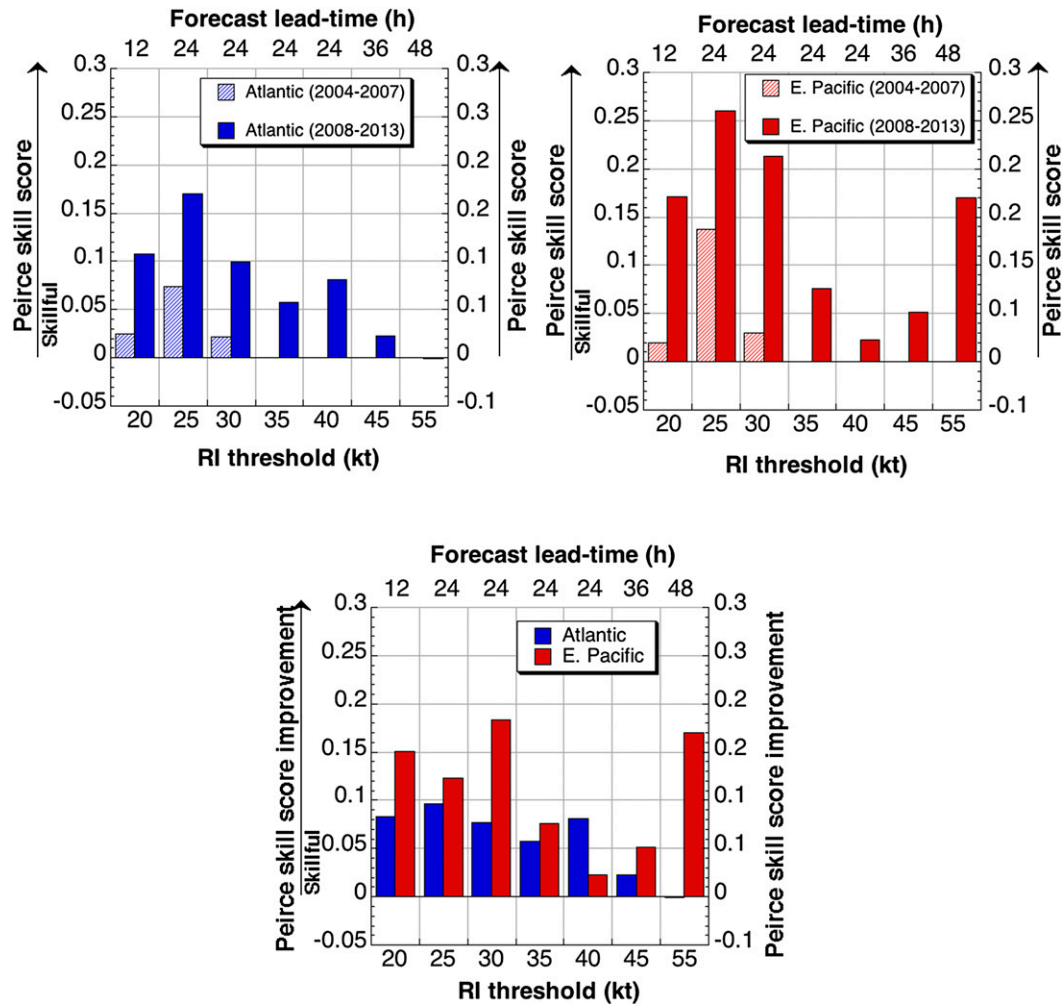 Forecast lead-time (h)
12 24 24 24 24 36 48
0.3
0.25
0.2
0.15
0.1
0.05
0
-0.05
Peirce skill score
Skillful
Atlantic (2004-2007)
Atlantic (2008-2013)
0.3
0.3
0.2
0.2
0.1
0.1
0
-0.1
Peirce skill score
20 25 30 35 40 45 55
RI threshold (kt)
Forecast lead-time (h)
12 24 24 24 24 36 48
0.3
0.25
0.2
0.15
0.1
0.05
0
-0.05
Peirce skill score
Skillful
E. Pacific (2004-2007)
E. Pacific (2008-2013)
0.3
0.25
0.2
0.2
0.15
0.1
0
-0.1
Peirce skill score
20 25 30 35 40 45 55
RI threshold (kt)
Forecast lead-time (h)
12 24 24 24 24 36 48
0.3
0.25
0.2
0.15
0.1
0.05
0
-0.05
Peirce skill score improvement
Skillful
Atlantic
E. Pacific
0.3
0.3
0.2
0.2
0.1
0.1
0
-0.1
Peirce skill score improvement
20 25 30 35 40 45 55
RI threshold (kt)